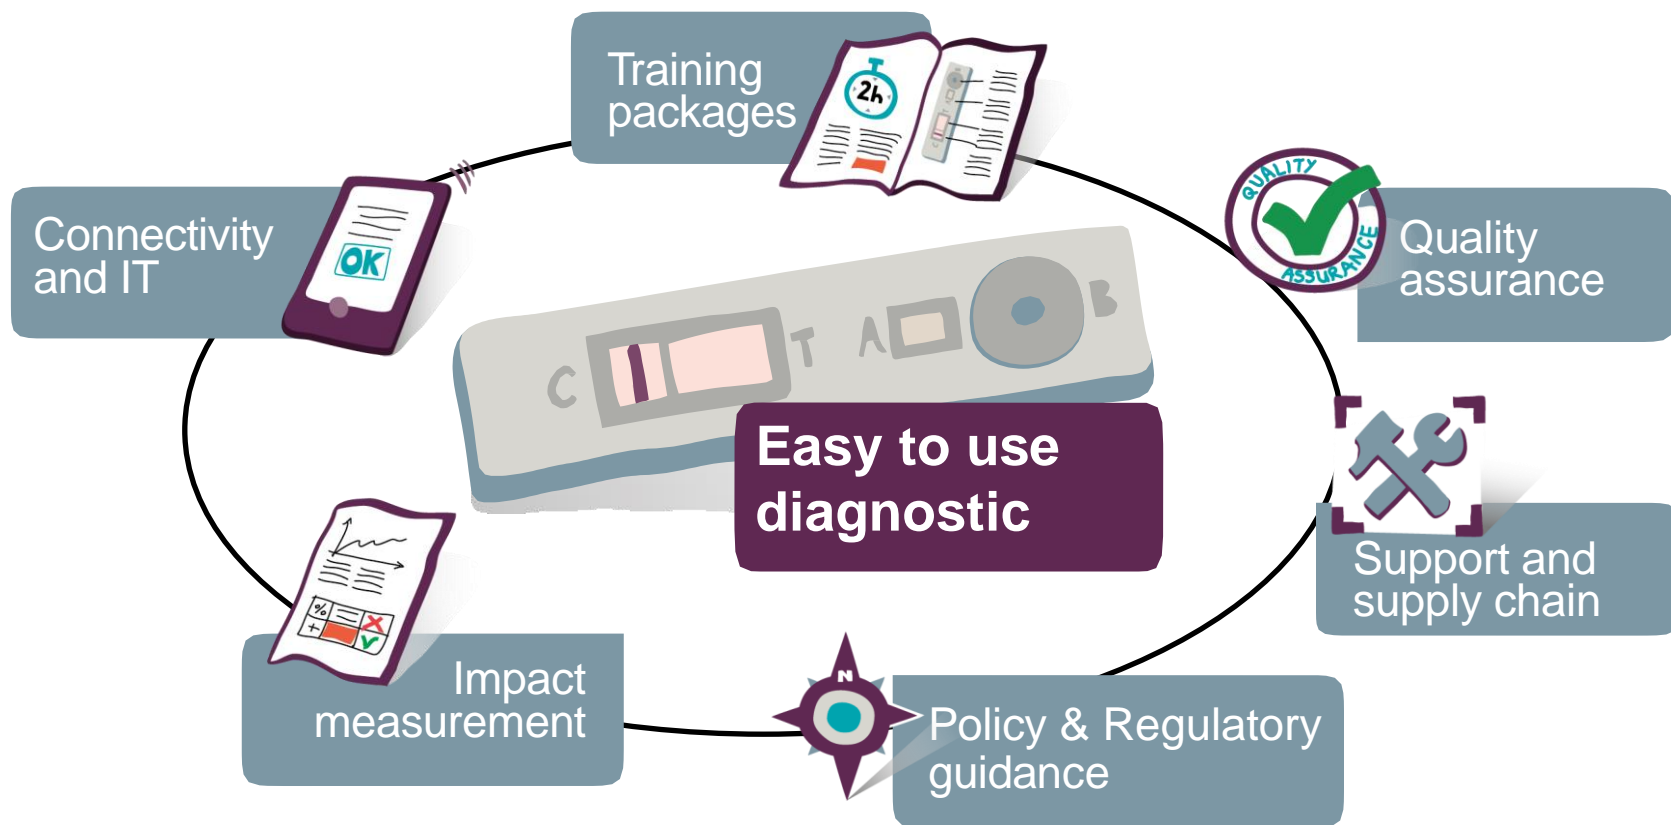 Training
packages
2h
C
T
A
B
Connectivity
and IT
OK
QUALITY
ASSURANCE
Quality
assurance
C
T
A
B
Easy to use
diagnostic
Support and
supply chain
%
+
Impact
measurement
N
Policy & Regulatory
guidance